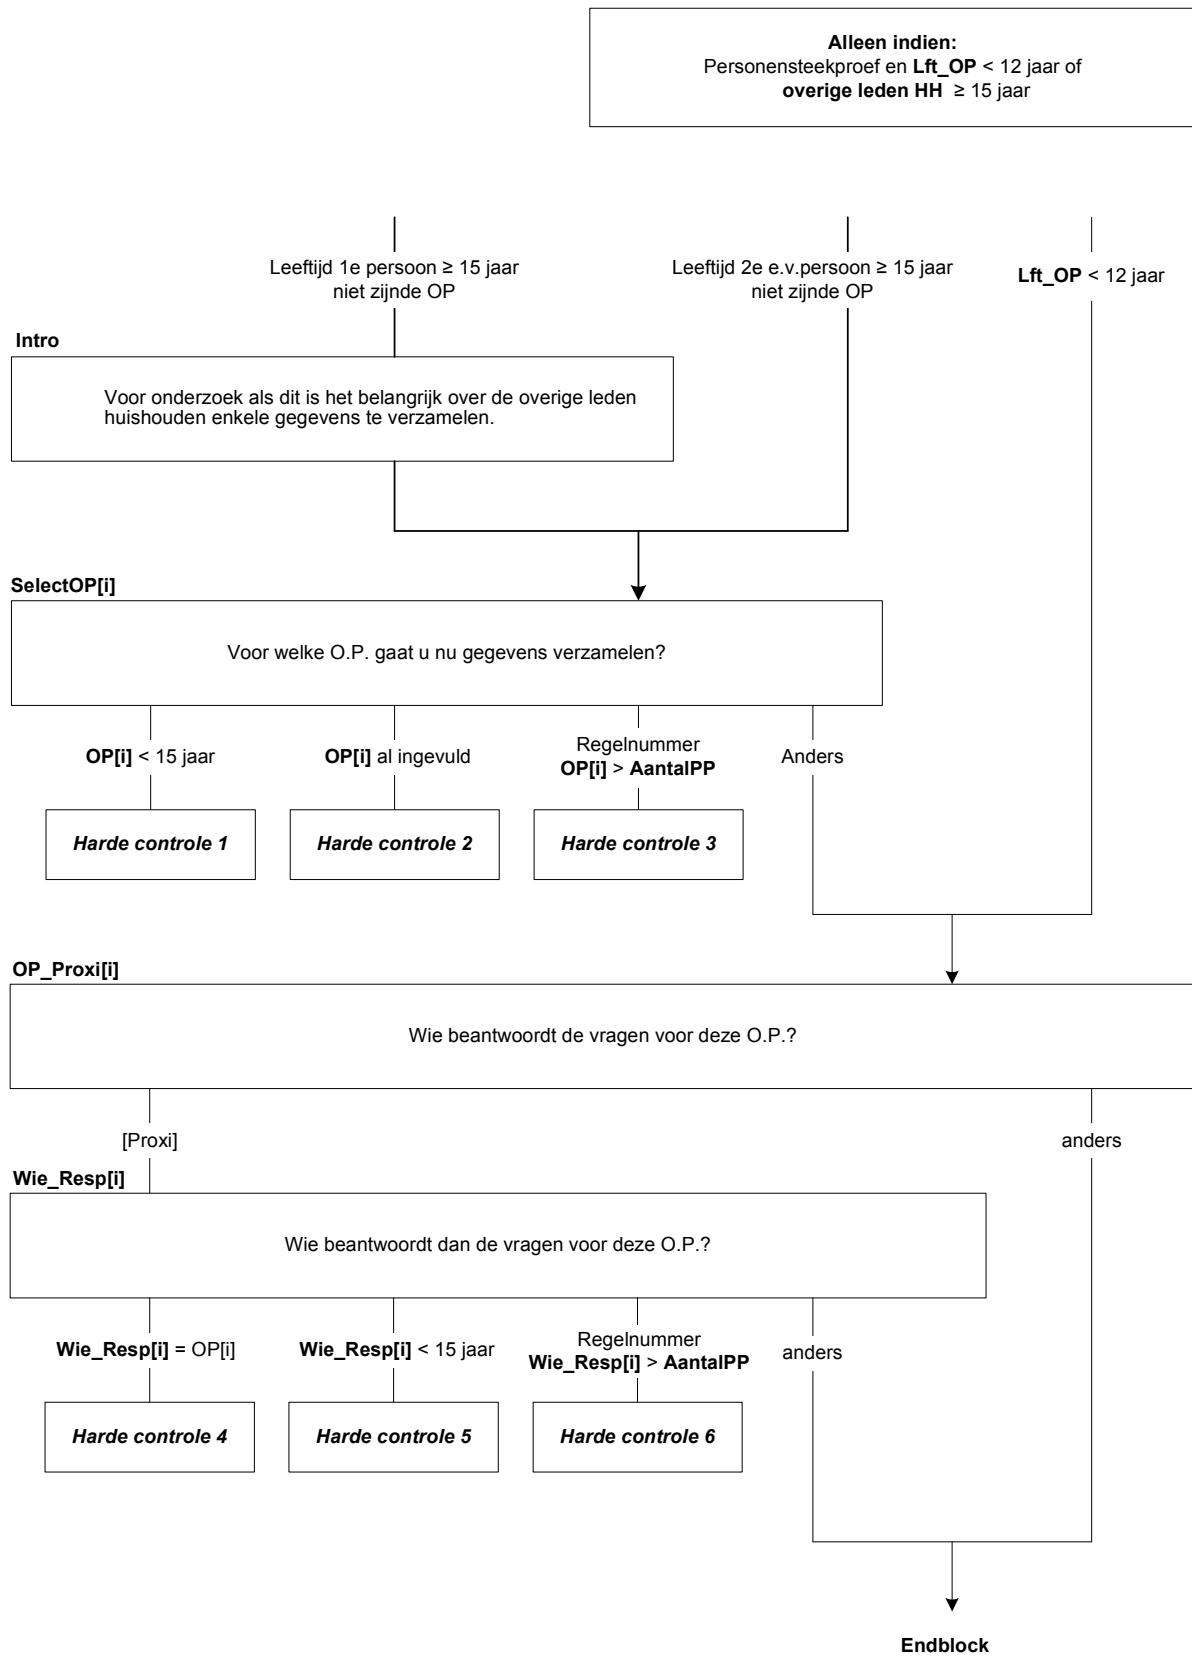 Alleen indien:
Personensteekproef en Lft_OP < 12 jaar of
overige leden HH ≥ 15 jaar
Leeftijd 1e persoon ≥ 15 jaar
niet zijnde OP
Leeftijd 2e e.v.persoon ≥ 15 jaar
niet zijnde OP
Lft_OP < 12 jaar
Intro
Voor onderzoek als dit is het belangrijk over de overige leden
huishouden enkele gegevens te verzamelen.
SelectOP[i]
Voor welke O.P. gaat u nu gegevens verzamelen?
OP[i] < 15 jaar
OP[i] al ingevuld
Regelnummer
OP[i] > AantalPP
Anders
Harde controle 1
Harde controle 2
Harde controle 3
OP_Proxi[i]
Wie beantwoordt de vragen voor deze O.P.?
[Proxi]
anders
Wie_Resp[i]
Wie beantwoordt dan de vragen voor deze O.P.?
Wie_Resp[i] = OP[i]
Wie_Resp[i] < 15 jaar
Regelnummer
Wie_Resp[i] > AantalPP
anders
Harde controle 4
Harde controle 5
Harde controle 6
Endblock